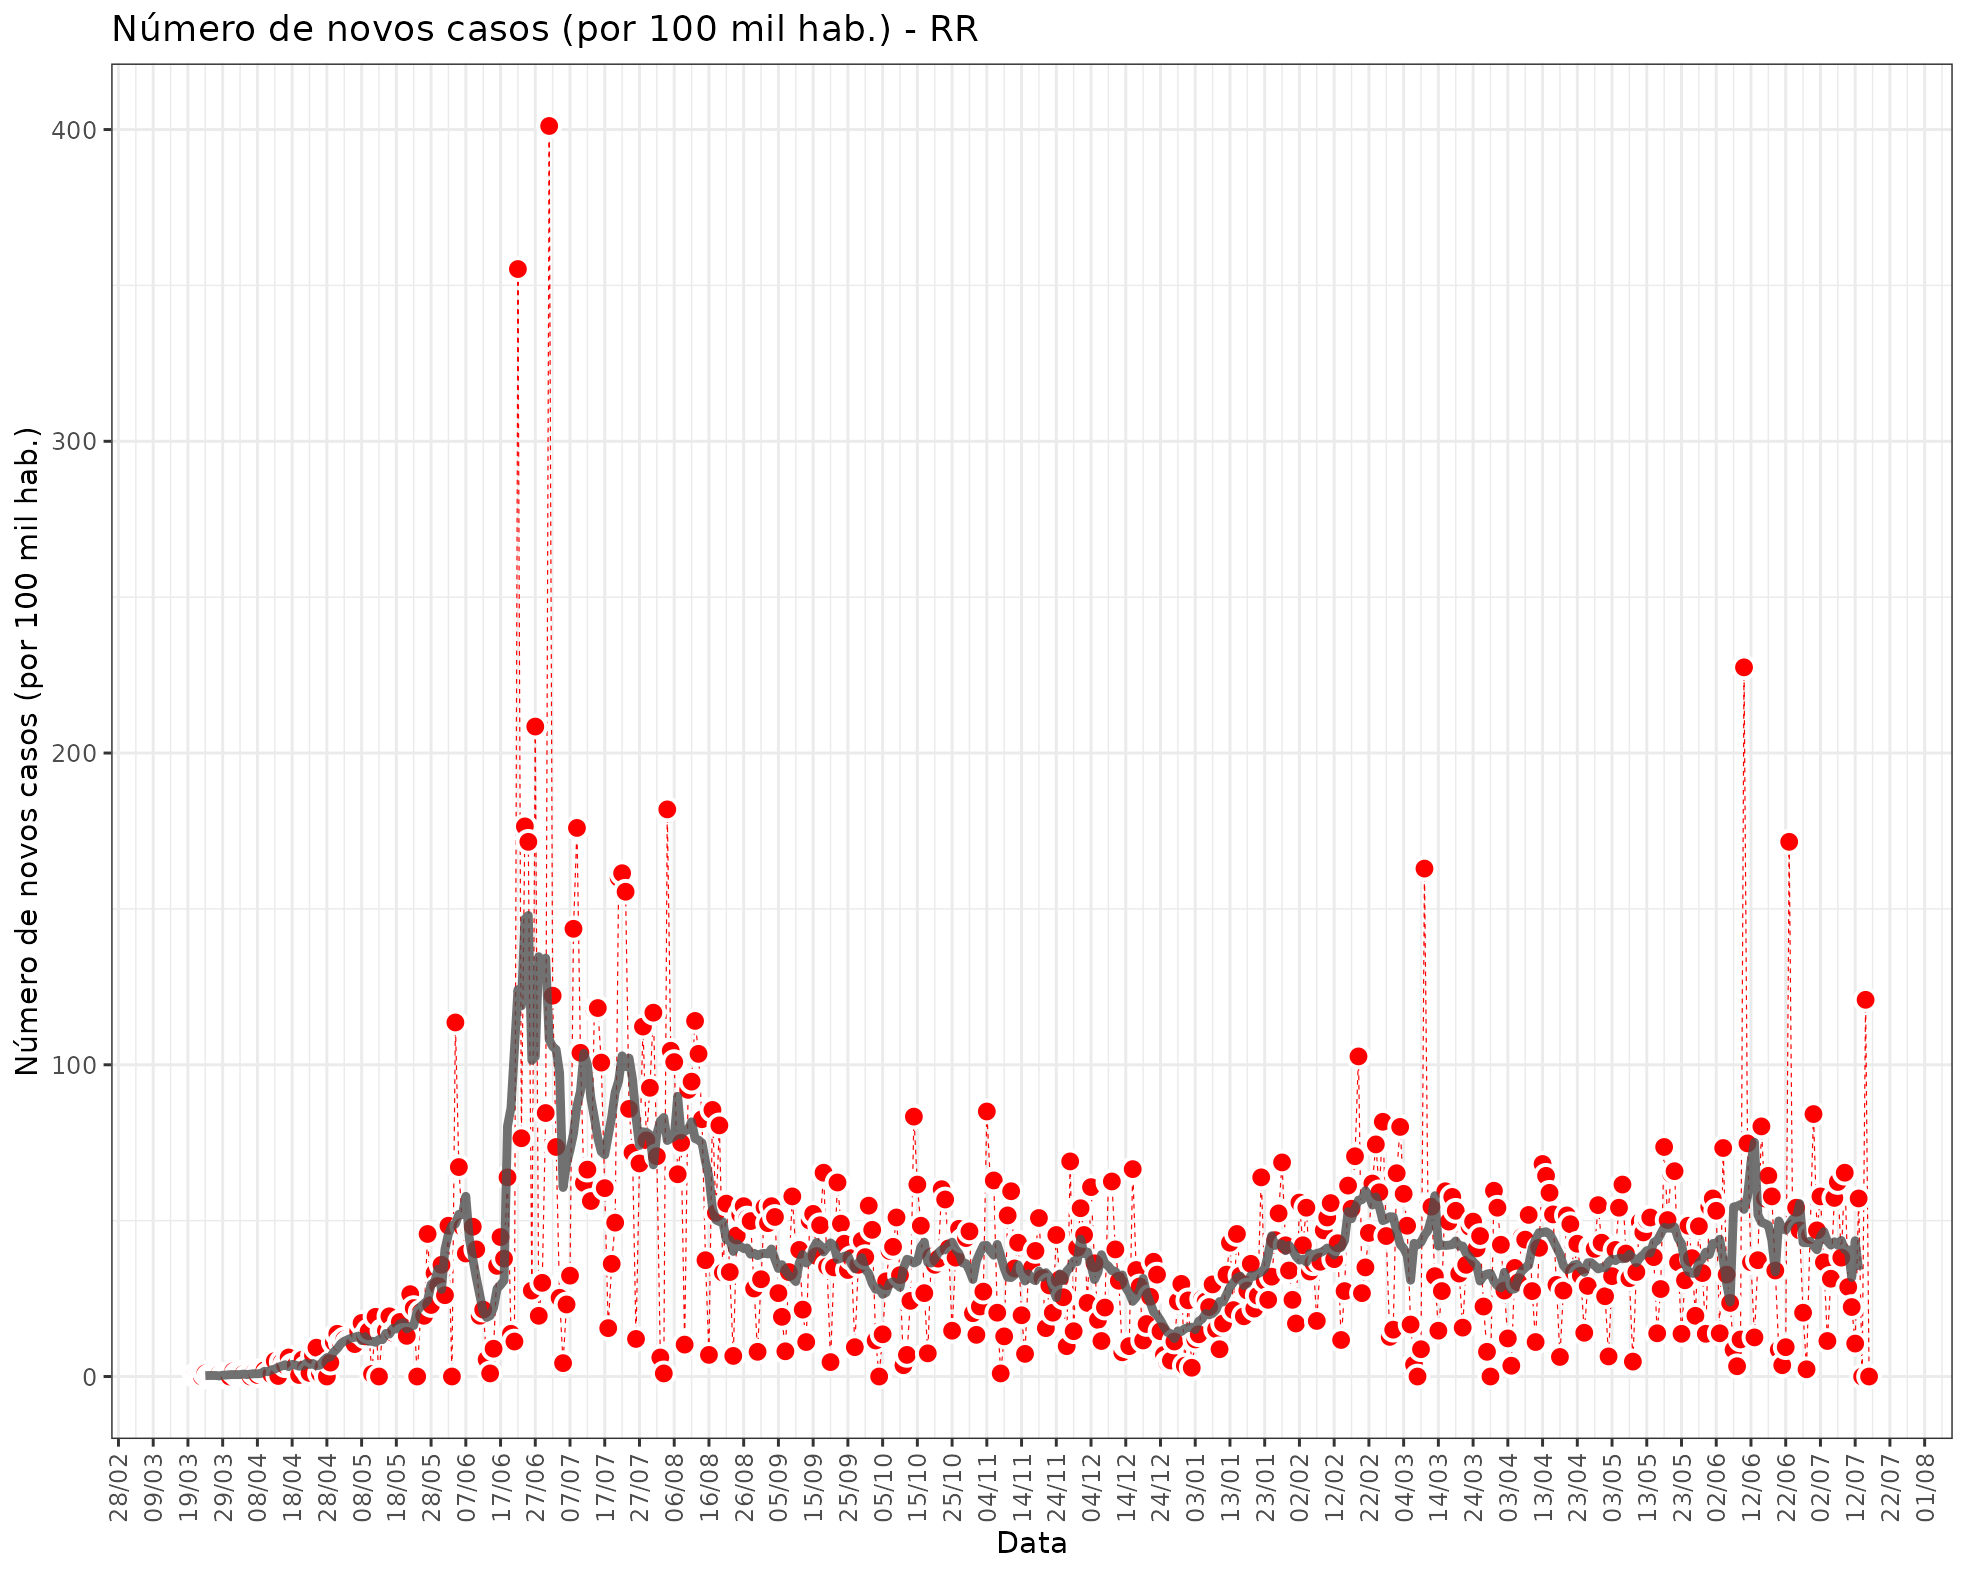 Número de novos casos (por 100 mil hab.) - RR
Número de novos casos (por 100 mil hab.)
400
300
200
100
0
28/02 09/03 19/03 29/03 08/04 18/04 28/04 08/05 18/05 28/05 07/06 17/06 27/06 07/07 17/07 27/07 06/08 16/08 26/08 05/09 15/09 25/09 05/10 15/10 25/10 04/11 14/11 24/11 04/12 14/12 24/12 03/01 13/01 23/01 02/02 12/02 22/02 04/03 14/03 24/03 03/04 13/04 23/04 03/05 13/05 23/05 02/06 12/06 22/06 02/07 12/07 22/07 01/08
Data